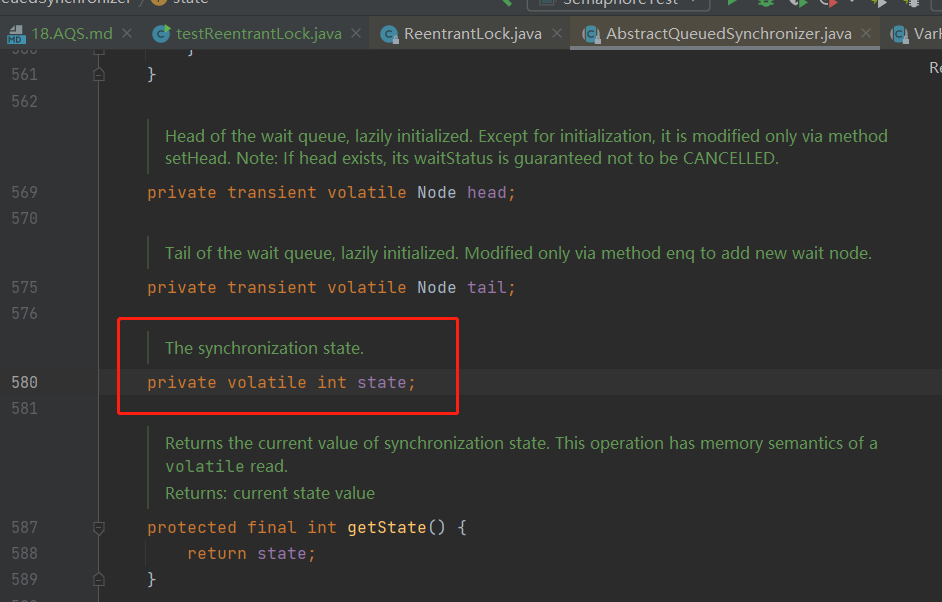 state
18.AQS.md
testReentrantLock.java
ReentrantLock.java
AbstractQueuedSynchronizer.java
561 }
562
Head of the wait queue, lazily initialized. Except for initialization, it is modified only via method
setHead. Note: If head exists, its waitStatus is guaranteed not to be CANCELLED.
569 private transient volatile Node head;
570
Tail of the wait queue, lazily initialized. Modified only via method enq to add new wait node.
575 private transient volatile Node tail;
576
The synchronization state.
580 private volatile int state;
581
Returns the current value of synchronization state. This operation has memory semantics of a
volatile read.
Returns: current state value
587 protected final int getState() {
588 return state;
589 }